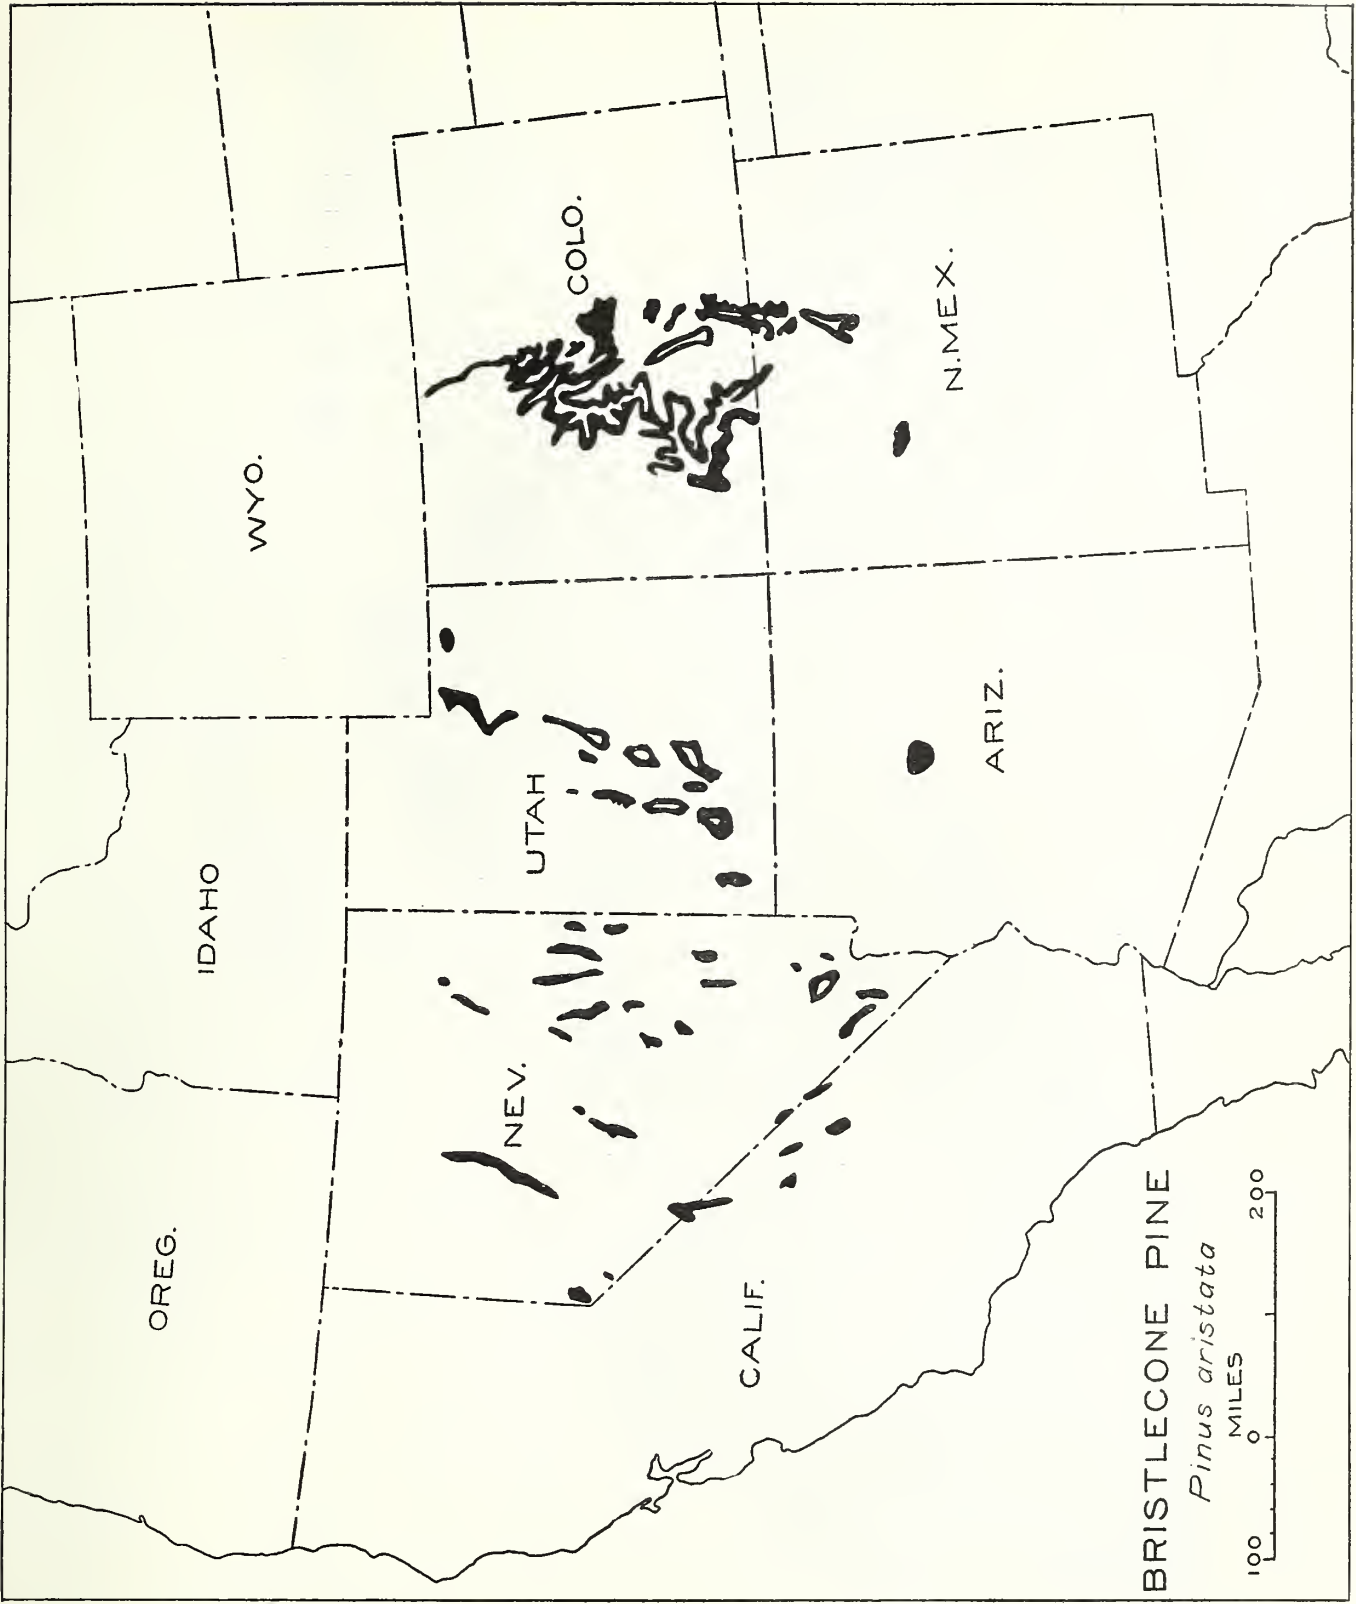 OREG.
IDAHO
WYO.
NEV.
UTAH
COLO.
CALIF.
ARIZ.
N.MEX.
BRISTLECONE PINE
Pinus aristata
MILES
100 0 200